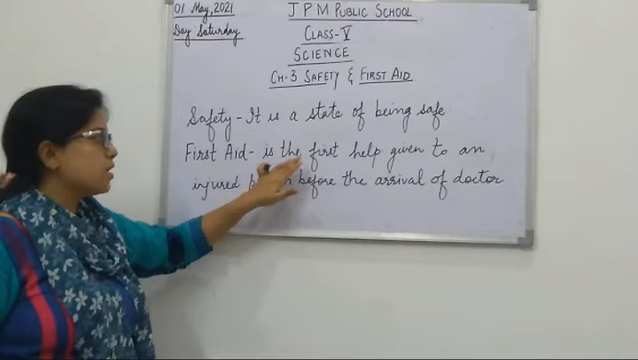 01 May, 2021
Day Saturday
J P M PUBLIC SCHOOL
CLASS-V
SCIENCE
CH-3 SAFETY & FIRST AID
Safety - It is a state of being safe
First Aid - is the first help given to an
injured before the arrival of doctor